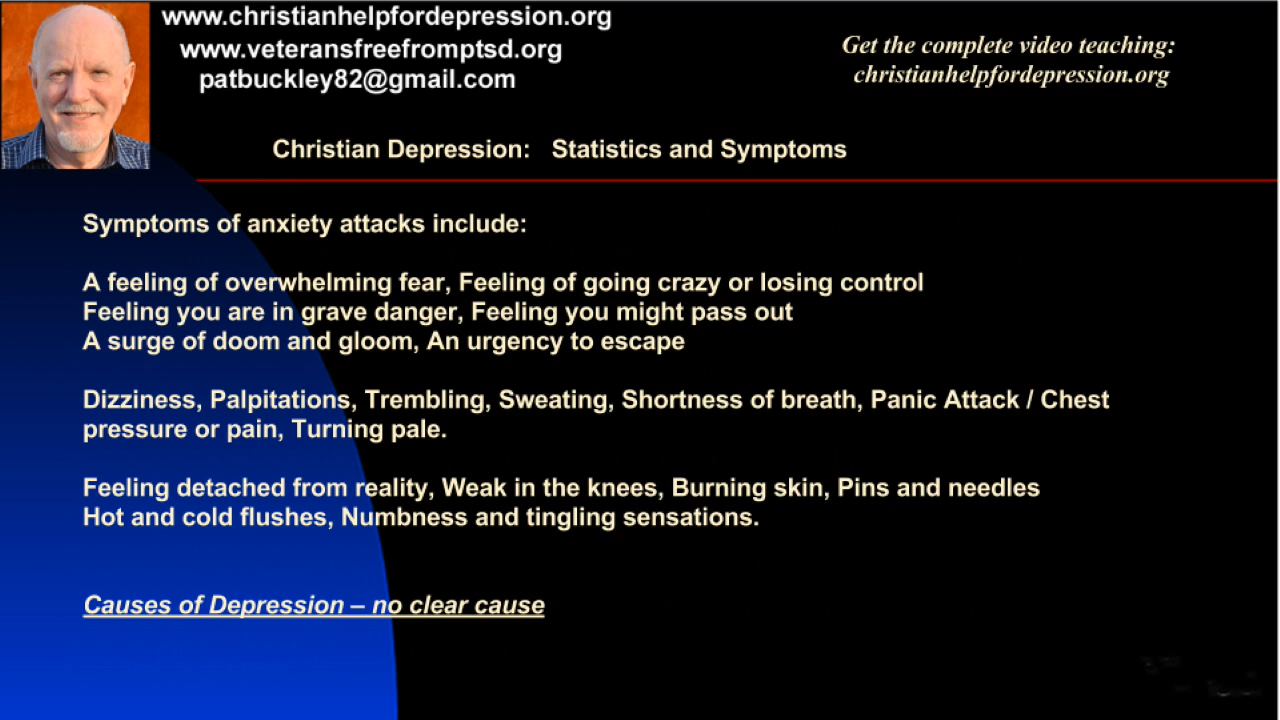 www.christianhelpfordepression.org
www.veteransfreefromptsd.org
patbuckley82@gmail.com
Get the complete video teaching:
christianhelpfordepression.org
Christian Depression: Statistics and Symptoms
Symptoms of anxiety attacks include:
A feeling of overwhelming fear, Feeling of going crazy or losing control
Feeling you are in grave danger, Feeling you might pass out
A surge of doom and gloom, An urgency to escape
Dizziness, Palpitations, Trembling, Sweating, Shortness of breath, Panic Attack / Chest
pressure or pain, Turning pale.
Feeling detached from reality, Weak in the knees, Burning skin, Pins and needles
Hot and cold flushes, Numbness and tingling sensations.
Causes of Depression – no clear cause